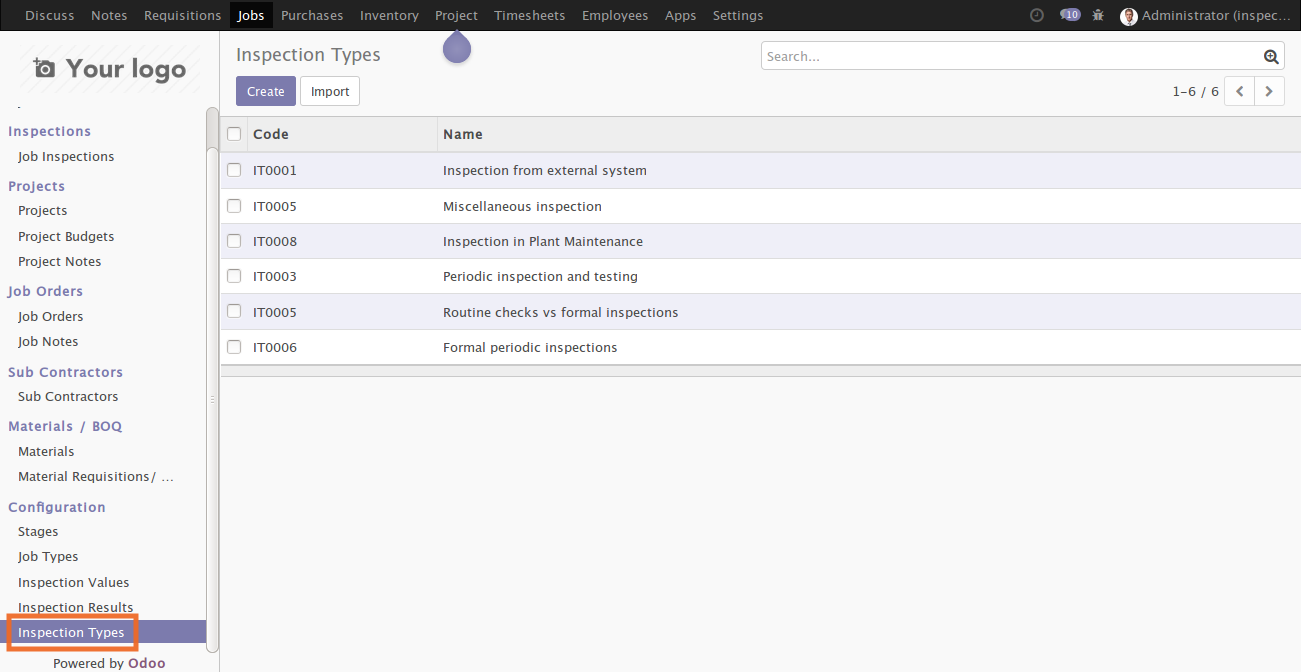 Discuss Notes Requisitions Jobs Purchases Inventory Project Timesheets Employees Apps Settings 10 Administrator (inspec...
Your logo
Inspections
Job Inspections
Projects
Projects
Project Budgets
Project Notes
Job Orders
Job Orders
Job Notes
Sub Contractors
Sub Contractors
Materials / BOQ
Materials
Material Requisitions/ ...
Configuration
Stages
Job Types
Inspection Values
Inspection Results
Inspection Types
Powered by Odoo
Inspection Types
Search...
Create Import
1-6 / 6
Code Name
IT0001 Inspection from external system
IT0005 Miscellaneous inspection
IT0008 Inspection in Plant Maintenance
IT0003 Periodic inspection and testing
IT0005 Routine checks vs formal inspections
IT0006 Formal periodic inspections